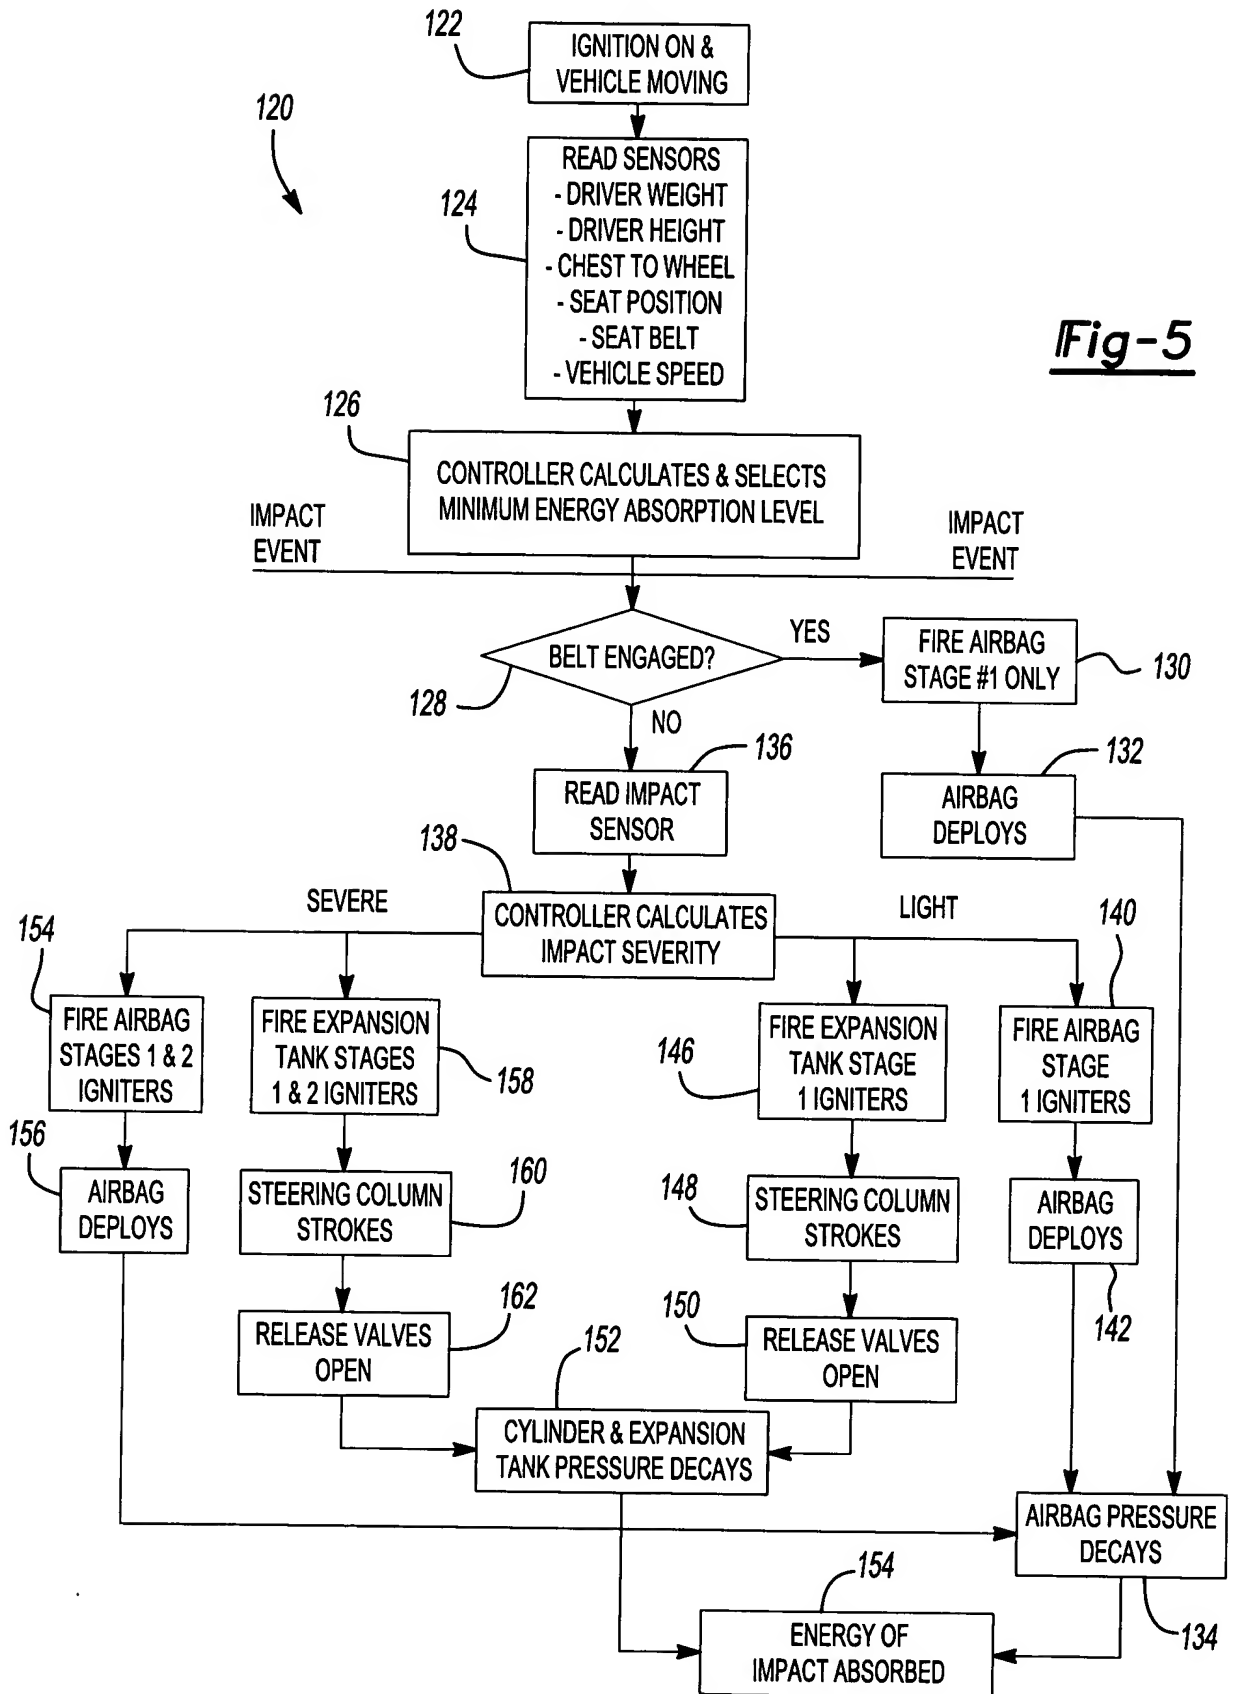 122
IGNITION ON &
VEHICLE MOVING
120
124
READ SENSORS
- DRIVER WEIGHT
- DRIVER HEIGHT
- CHEST TO WHEEL
- SEAT POSITION
- SEAT BELT
- VEHICLE SPEED
Fig-5
126
CONTROLLER CALCULATES & SELECTS
MINIMUM ENERGY ABSORPTION LEVEL
IMPACT
EVENT
IMPACT
EVENT
BELT ENGAGED?
128
YES
FIRE AIRBAG
STAGE #1 ONLY
130
NO
136
READ IMPACT
SENSOR
132
AIRBAG
DEPLOYS
138
CONTROLLER CALCULATES
IMPACT SEVERITY
SEVERE
LIGHT
154
FIRE AIRBAG
STAGES 1 & 2
IGNITERS
FIRE EXPANSION
TANK STAGES
1 & 2 IGNITERS
158
146
FIRE EXPANSION
TANK STAGE
1 IGNITERS
140
FIRE AIRBAG
STAGE
1 IGNITERS
156
AIRBAG
DEPLOYS
STEERING COLUMN
STROKES
160
148
STEERING COLUMN
STROKES
AIRBAG
DEPLOYS
142
RELEASE VALVES
OPEN
162
150
RELEASE VALVES
OPEN
152
CYLINDER & EXPANSION
TANK PRESSURE DECAYS
AIRBAG PRESSURE
DECAYS
134
154
ENERGY OF
IMPACT ABSORBED